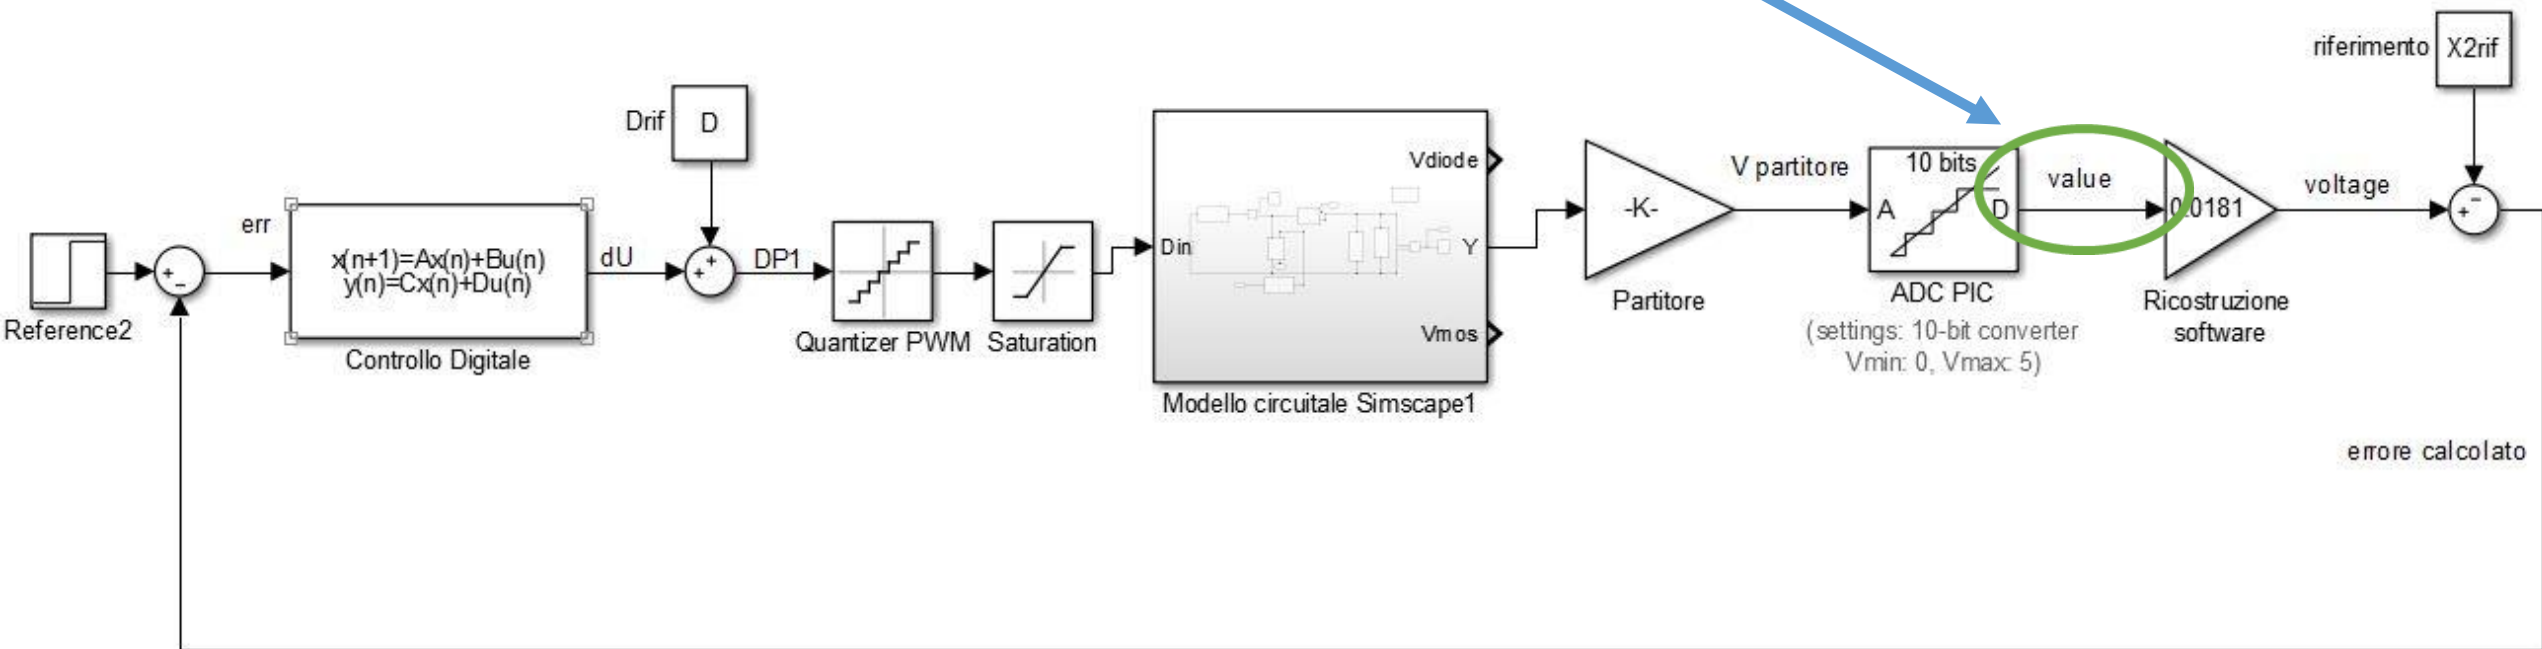 Reference2
err
x(n+1)=Ax(n)+Bu(n)
y(n)=Cx(n)+Du(n)
Controllo Digitale
dU
Drif
D
DP1
Quantizer PWM
Saturation
Din
Vdiode
Y
Vmos
Modello circuitale Simscape1
-K-
Partitore
V partitore
10 bits
A
D
ADC PIC
(settings: 10-bit converter
Vmin: 0, Vmax: 5)
value
0.0181
Ricostruzione
software
voltage
riferimento
X2rif
errore calcolato